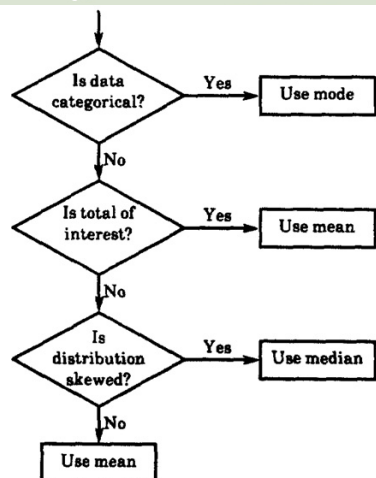 Is data
categorical?
Yes
Use mode
No
Is total of
interest?
Yes
Use mean
No
Is
distribution
skewed?
Yes
Use median
No
Use mean